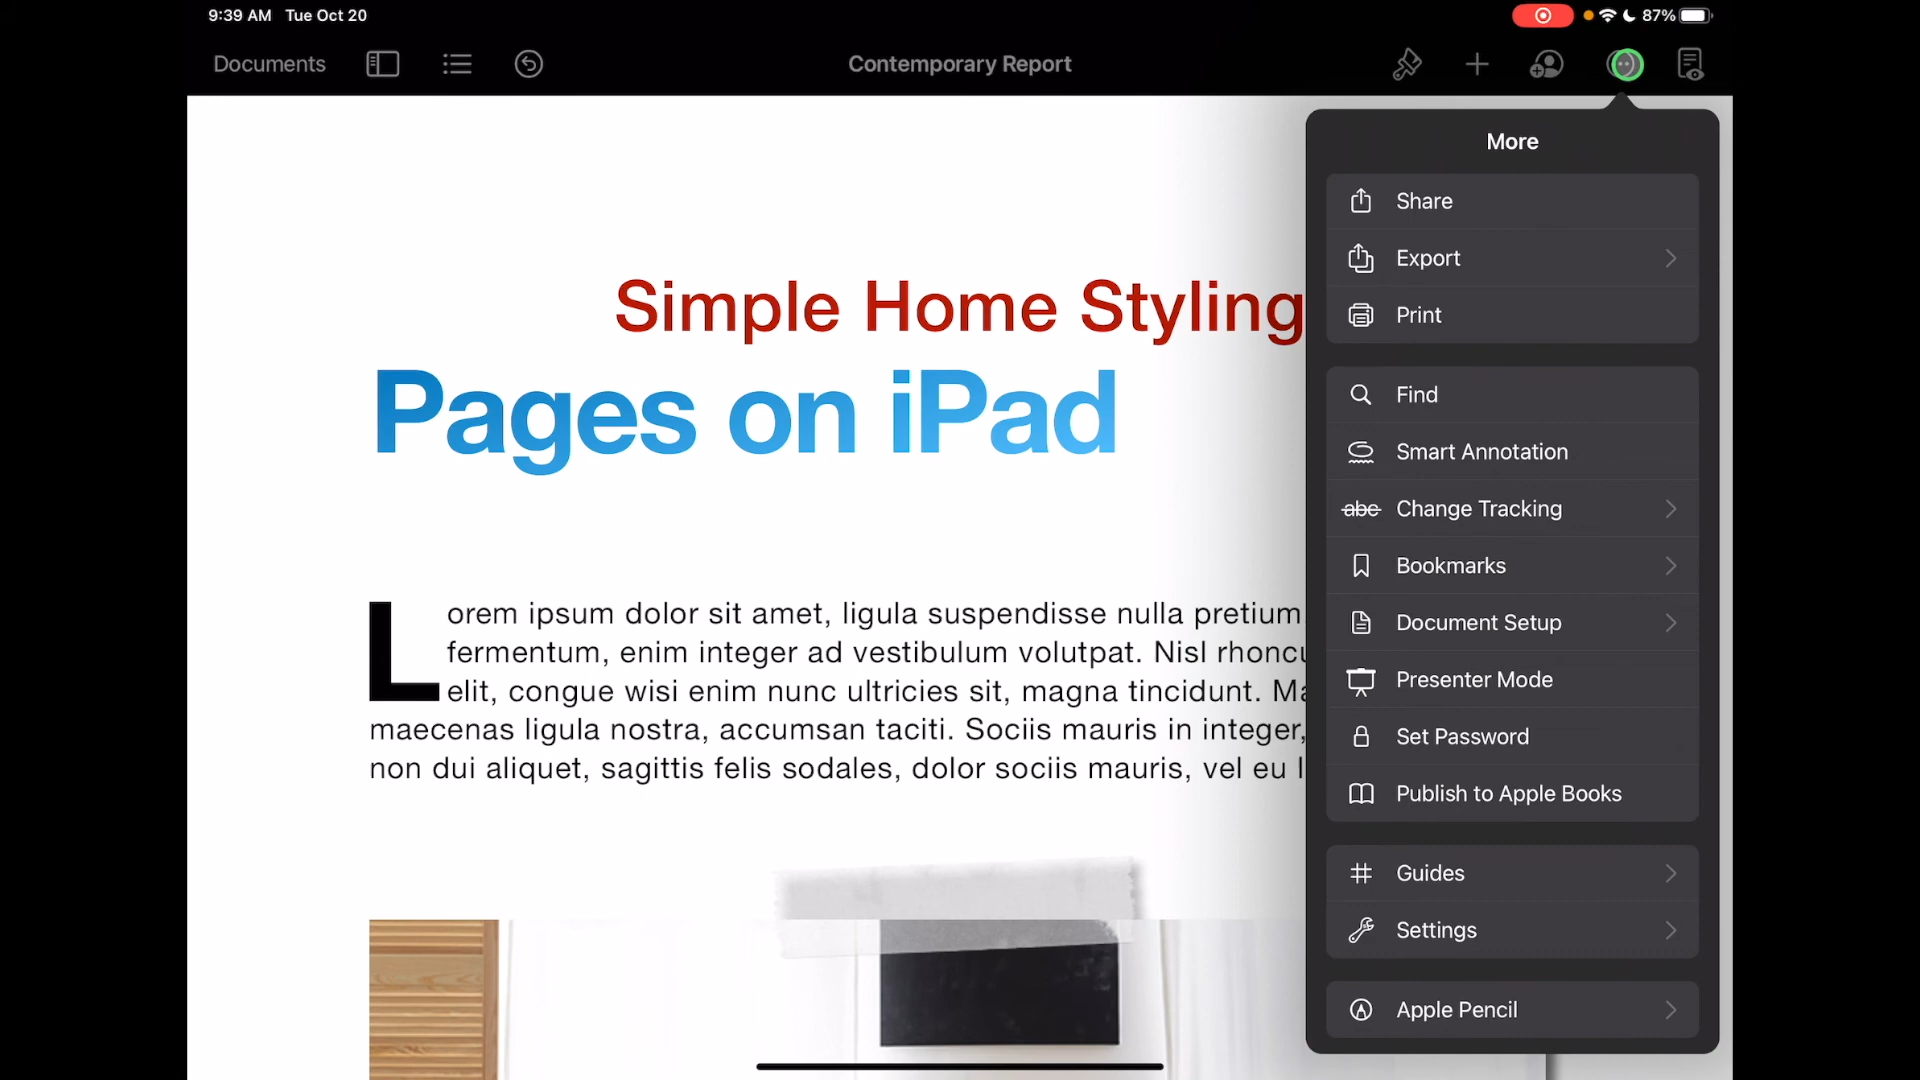 9:39 AM Tue Oct 20
87%
Documents
Contemporary Report
Simple Home Styling
Pages on iPad
Lorem ipsum dolor sit amet, ligula suspendisse nulla pretium
fermentum, enim integer ad vestibulum volutpat. Nisl
elit, congue wisi enim nunc ultricies sit, magna tincidunt.
maecenas ligula nostra, accumsan taciti. Sociis mauris in integer,
non dui aliquet, sagittis felis sodales, dolor sociis mauris, vel eu
More
Share
Export
Print
Find
Smart Annotation
abc Change Tracking
Bookmarks
Document Setup
Presenter Mode
Set Password
Publish to Apple Books
Guides
Settings
Apple Pencil